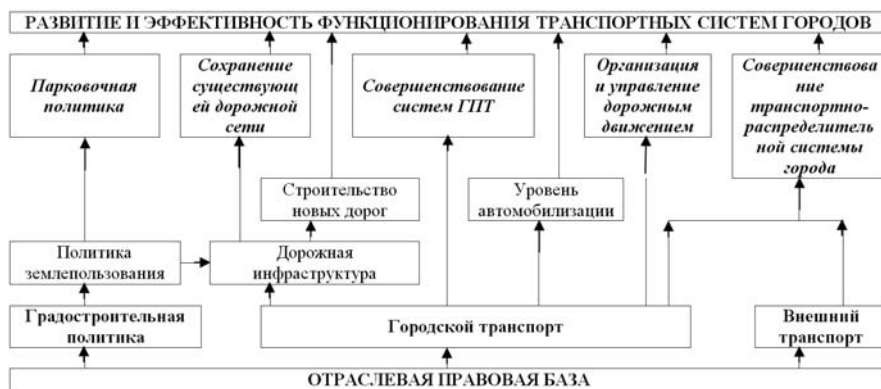 РАЗВИТИЕ И ЭФФЕКТИВНОСТЬ ФУНКЦИОНИРОВАНИЯ ТРАНСПОРТНЫХ СИСТЕМ ГОРОДОВ
Парковочная
политика
Сохранение
существующ
ей дорожной
сети
Совершенствование
систем ГПТ
Организация
и управление
дорожным
движением
Совершенствова
ние
транспортно-
распределитель
ной системы
города
Строительство
новых дорог
Уровень
автомобилизации
Политика
землепользования
Дорожная
инфраструктура
Градостроительная
политика
Городской транспорт
Внешний
транспорт
ОТРАСЛЕВАЯ ПРАВОВАЯ БАЗА